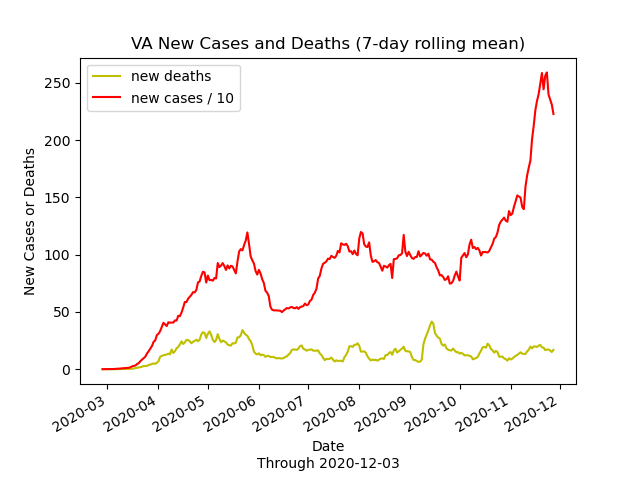 VA New Cases and Deaths (7-day rolling mean)
new deaths
new cases / 10
250
200
150
100
50
0
New Cases or Deaths
2020-03
2020-04
2020-05
2020-06
2020-07
2020-08
2020-09
2020-10
2020-11
2020-12
Date
Through 2020-12-03